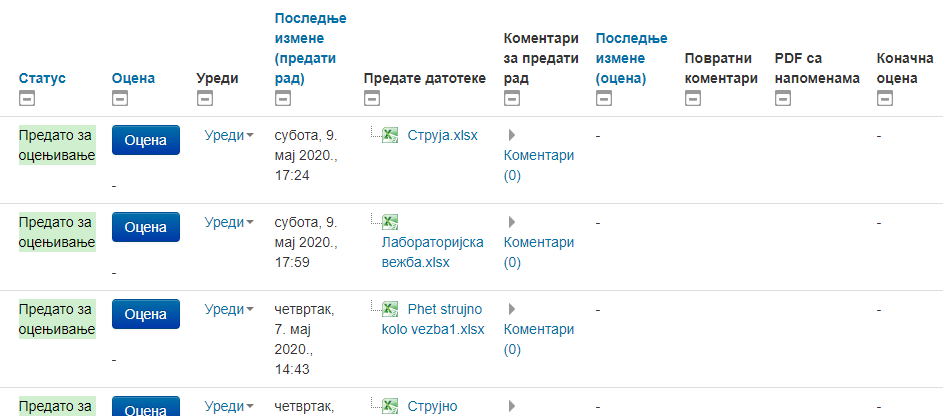 Статус
Оцена
Уреди
Последње
измене
(предати
рад)
Предате датотеке
Коментари
за предати
рад
Последње
измене
(оцена)
Повратни
коментари
PDF са
напоменама
Коначна
оцена
Предато за
оцењивање
Оцена
-
Уреди
субота, 9.
мај 2020.,
17:24
Струја.xlsx
Коментари
(0)
-
-
Предато за
оцењивање
Оцена
-
Уреди
субота, 9.
мај 2020.,
17:59
Лабораторијска
вежба.xlsx
Коментари
(0)
-
-
Предато за
оцењивање
Оцена
-
Уреди
четвртак,
7. мај
2020.,
14:43
Phet strujno
kolo vezba1.xlsx
Коментари
(0)
-
-
Предато за
Оцена
Уреди
четвртак,
Струјно
Коментари
-
-